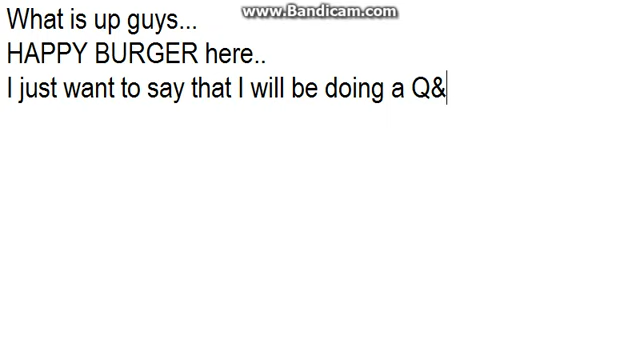 www.Bandicam.com
What is up guys...
HAPPY BURGER here..
I just want to say that I will be doing a Q&